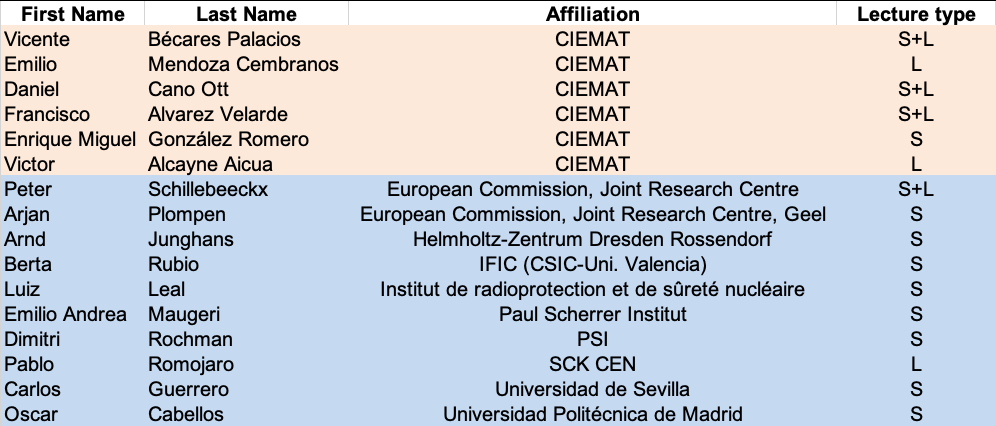 First Name Last Name Affiliation Lecture type
Vicente Bécares Palacios CIEMAT S+L
Emilio Mendoza Cembranos CIEMAT L
Daniel Cano Ott CIEMAT S+L
Francisco Alvarez Velarde CIEMAT S+L
Enrique Miguel González Romero CIEMAT S
Victor Alcayne Aicua CIEMAT L
Peter Schillebeeckx European Commission, Joint Research Centre S+L
Arjan Plompen European Commission, Joint Research Centre, Geel S
Arnd Junghans Helmholtz-Zentrum Dresden Rossendorf S
Berta Rubio IFIC (CSIC-Uni. Valencia) S
Luiz Leal Institut de radioprotection et de sûreté nucléaire S
Emilio Andrea Maugeri Paul Scherrer Institut S
Dimitri Rochman PSI S
Pablo Romojaro SCK CEN L
Carlos Guerrero Universidad de Sevilla S
Oscar Cabellos Universidad Politécnica de Madrid S